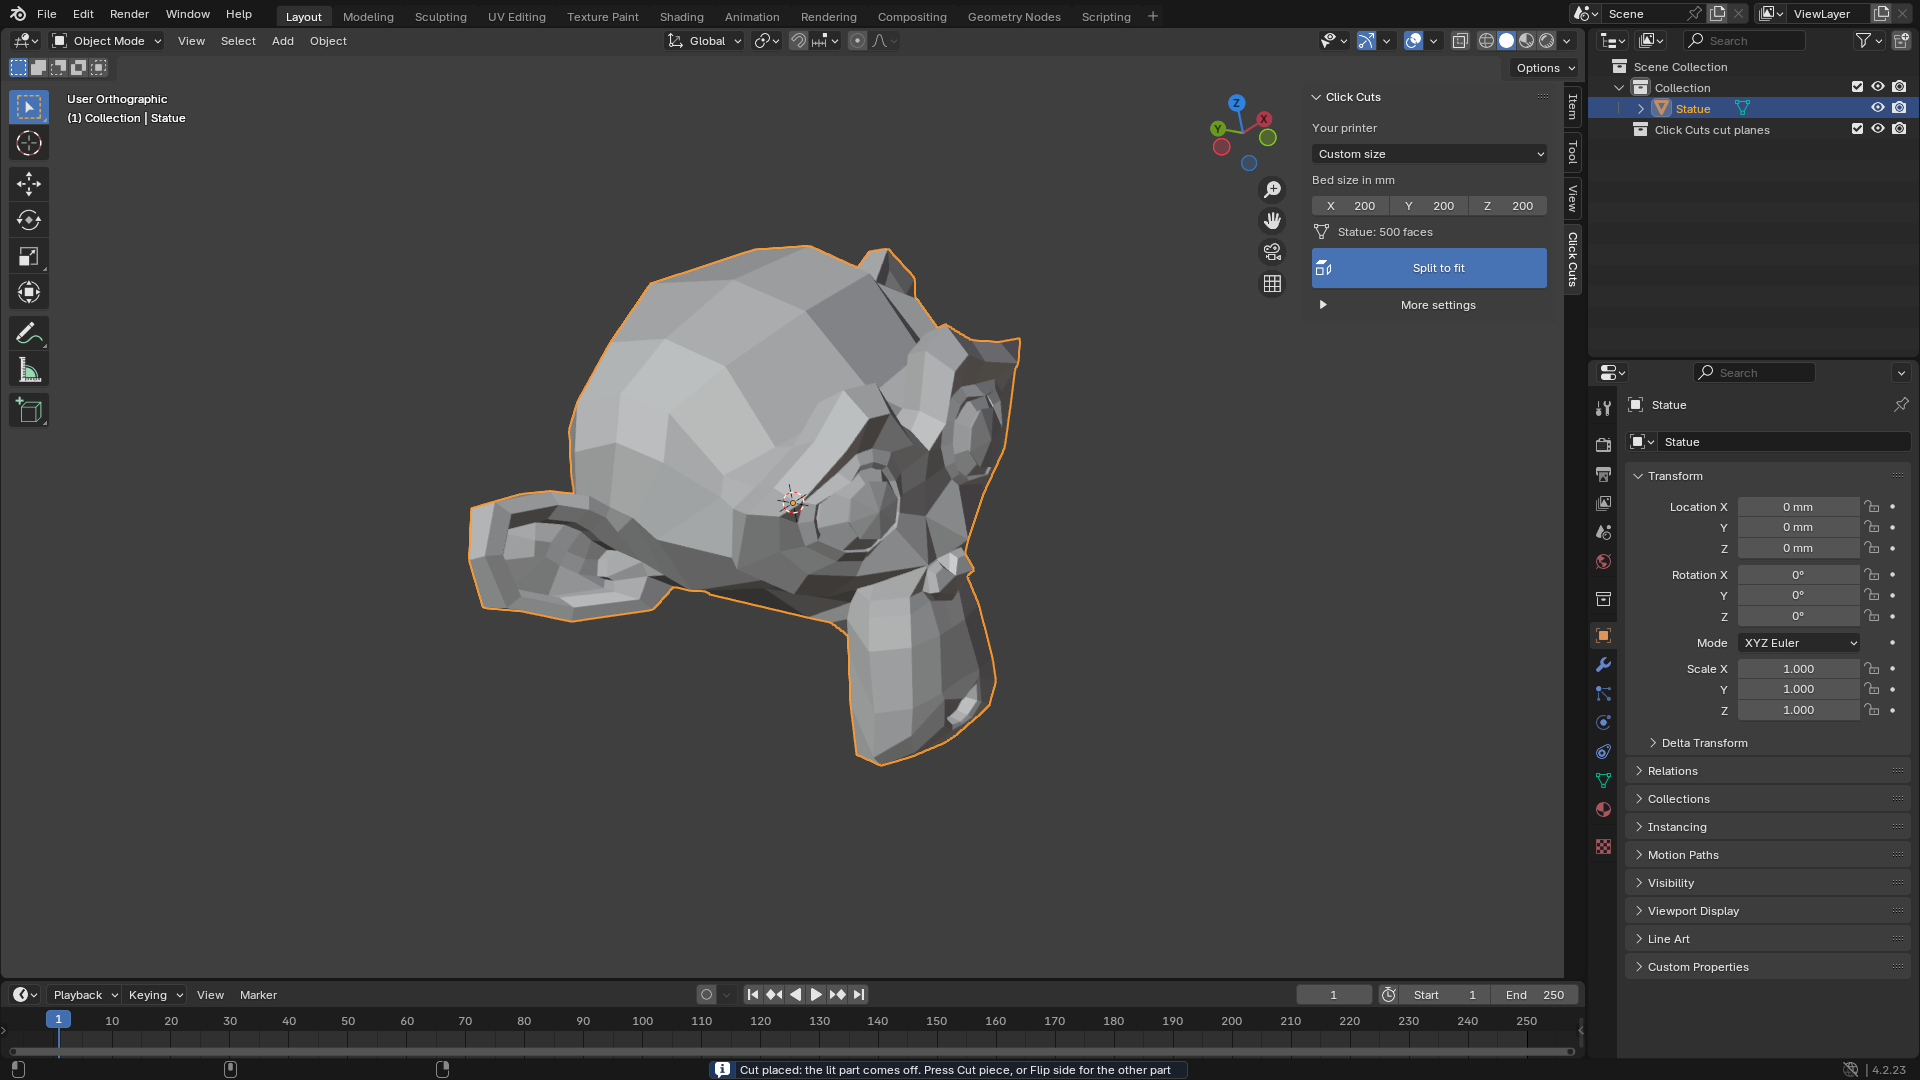 File Edit Render Window Help
Layout Modeling Sculpting UV Editing Texture Paint Shading Animation Rendering Compositing Geometry Nodes Scripting
Scene
ViewLayer
Object Mode View Select Add Object
Global
Search
Options
User Orthographic
(1) Collection | Statue
Z
X
Y
Click Cuts
Your printer
Custom size
Bed size in mm
X 200 Y 200 Z 200
Statue: 500 faces
Split to fit
More settings
Item
Tool
View
Click Cuts
Scene Collection
Collection
Statue
Click Cuts cut planes
Search
Statue
Statue
Transform
Location X 0 mm
Y 0 mm
Z 0 mm
Rotation X 0°
Y 0°
Z 0°
Mode XYZ Euler
Scale X 1.000
Y 1.000
Z 1.000
Delta Transform
Relations
Collections
Instancing
Motion Paths
Visibility
Viewport Display
Line Art
Custom Properties
Playback Keying View Marker
1
Start 1
End 250
1 10 20 30 40 50 60 70 80 90 100 110 120 130 140 150 160 170 180 190 200 210 220 230 240 250
Cut placed: the lit part comes off. Press Cut piece, or Flip side for the other part
4.2.23